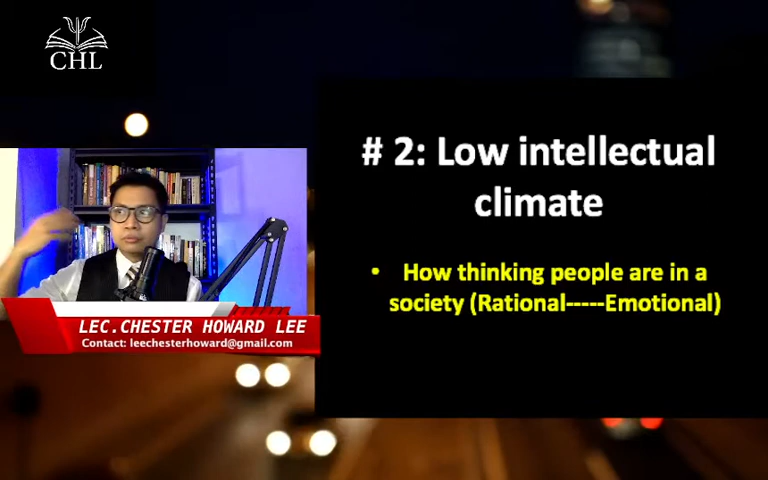 CHL
# 2: Low intellectual
climate
• How thinking people are in a
society (Rational-----Emotional)
LEC.CHESTER HOWARD LEE
Contact: leechesterhoward@gmail.com